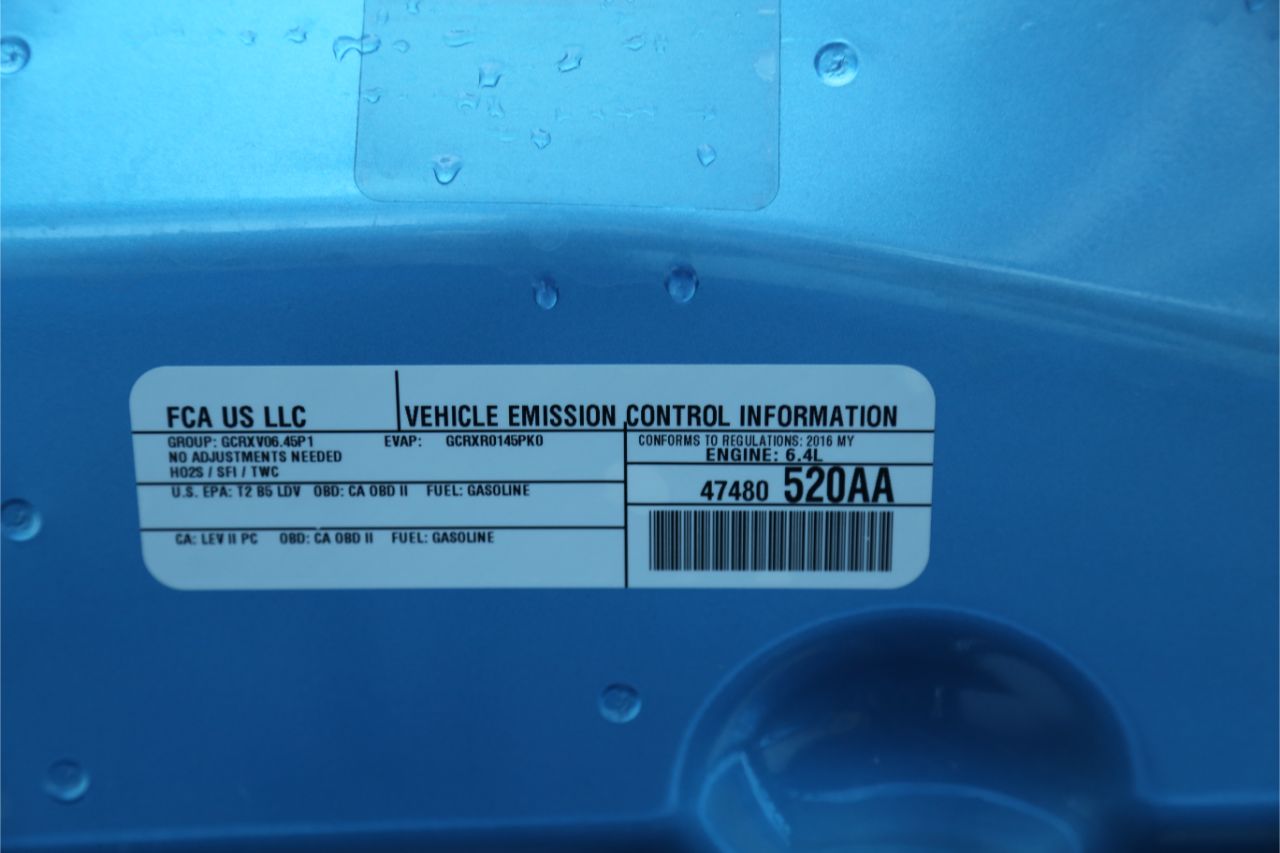 FCA US LLC
VEHICLE EMISSION CONTROL INFORMATION
GROUP: GCRXV06.45P1 EVAP: GCRXR0145PK0
NO ADJUSTMENTS NEEDED
HO2S / SFI / TWC
CONFORMS TO REGULATIONS: 2016 MY
ENGINE: 6.4L
47480 520AA
U.S. EPA: T2 B5 LDV OBD: CA OBD II FUEL: GASOLINE
CA: LEV II PC OBD: CA OBD II FUEL: GASOLINE